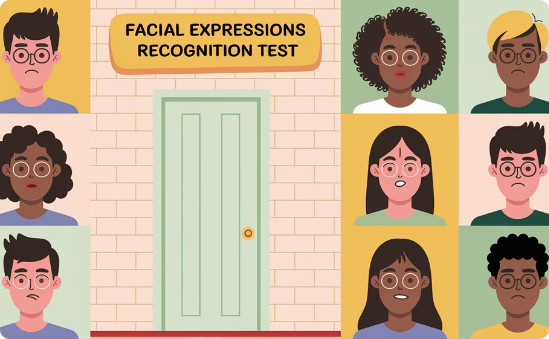 FACIAL EXPRESSIONS
RECOGNITION TEST